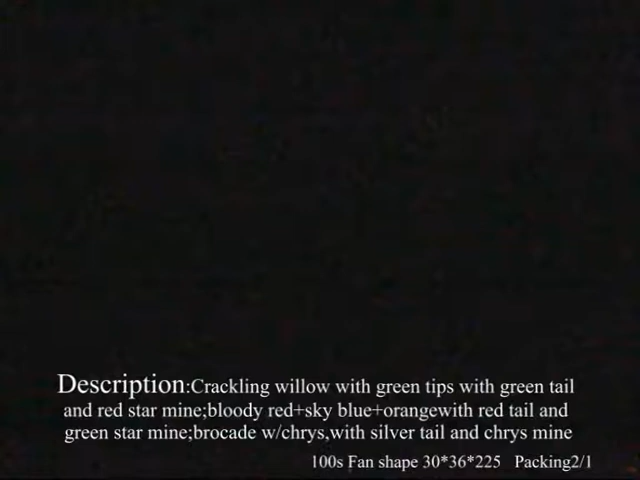 Description:Crackling willow with green tips with green tail
and red star mine;bloody red+sky blue+orangewith red tail and
green star mine;brocade w/chrys,with silver tail and chrys mine
100s Fan shape 30*36*225 Packing2/1